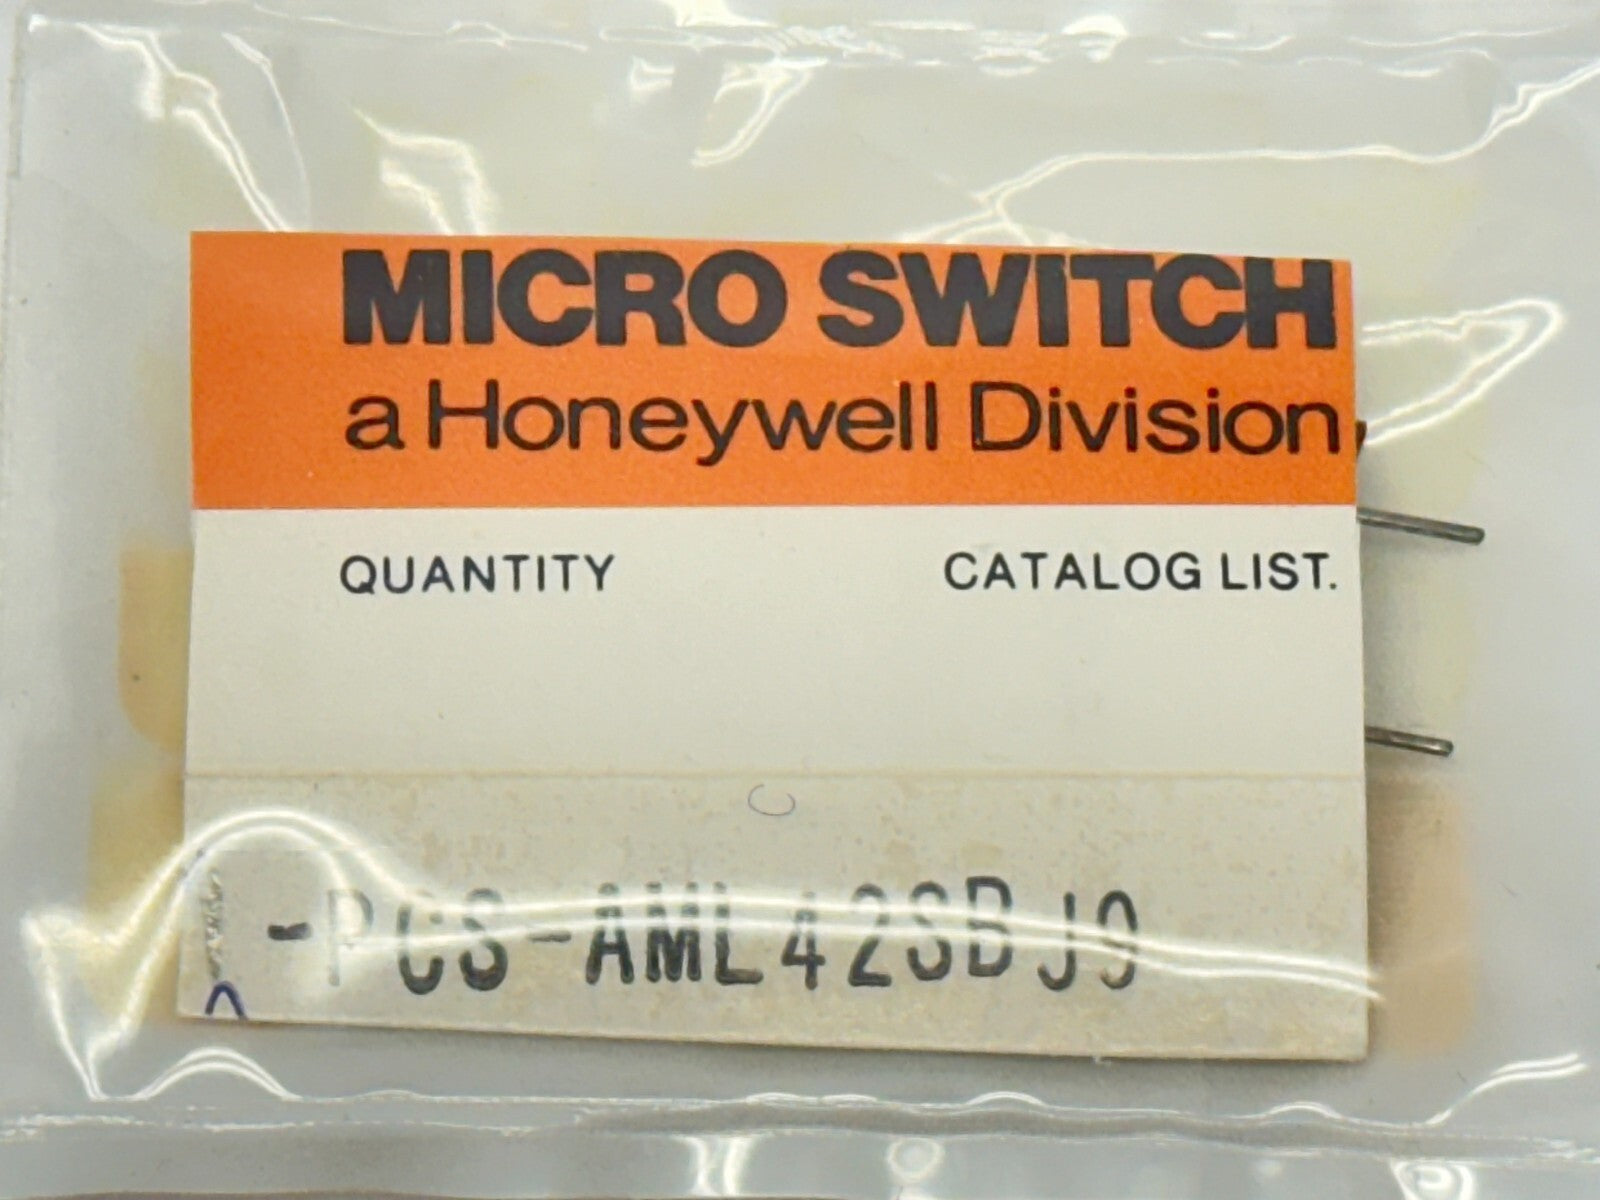 MICRO SWITCH
a Honeywell Division
QUANTITY CATALOG LIST.
-PCS-AML42SBJ9